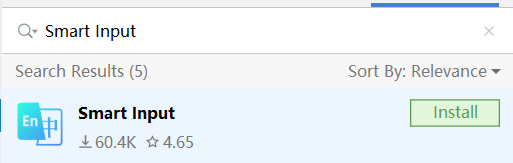 Smart Input
Search Results (5) Sort By: Relevance
En 中 Smart Input Install
60.4K 4.65